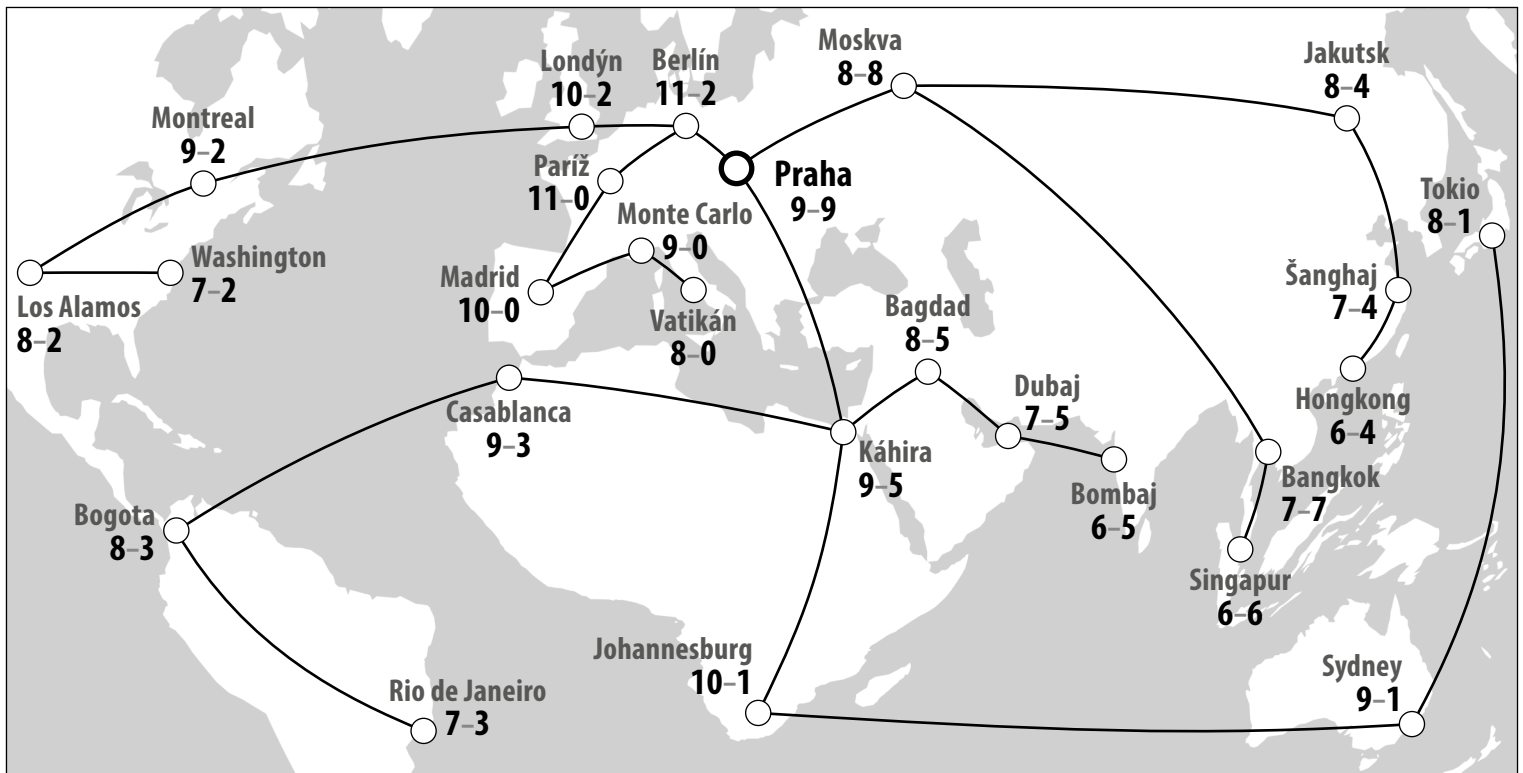 Moskva
8–8
Londýn
10–2
Berlín
11–2
Jakutsk
8–4
Montreal
9–2
Paríž
11–0
Praha
9–9
Tokio
8–1
Monte Carlo
9–0
Washington
7–2
Madrid
10–0
Los Alamos
8–2
Vatikán
8–0
Bagdad
8–5
Šanghaj
7–4
Casablanca
9–3
Dubaj
7–5
Hongkong
6–4
Káhira
9–5
Bombaj
6–5
Bangkok
7–7
Bogota
8–3
Singapur
6–6
Johannesburg
10–1
Sydney
9–1
Rio de Janeiro
7–3